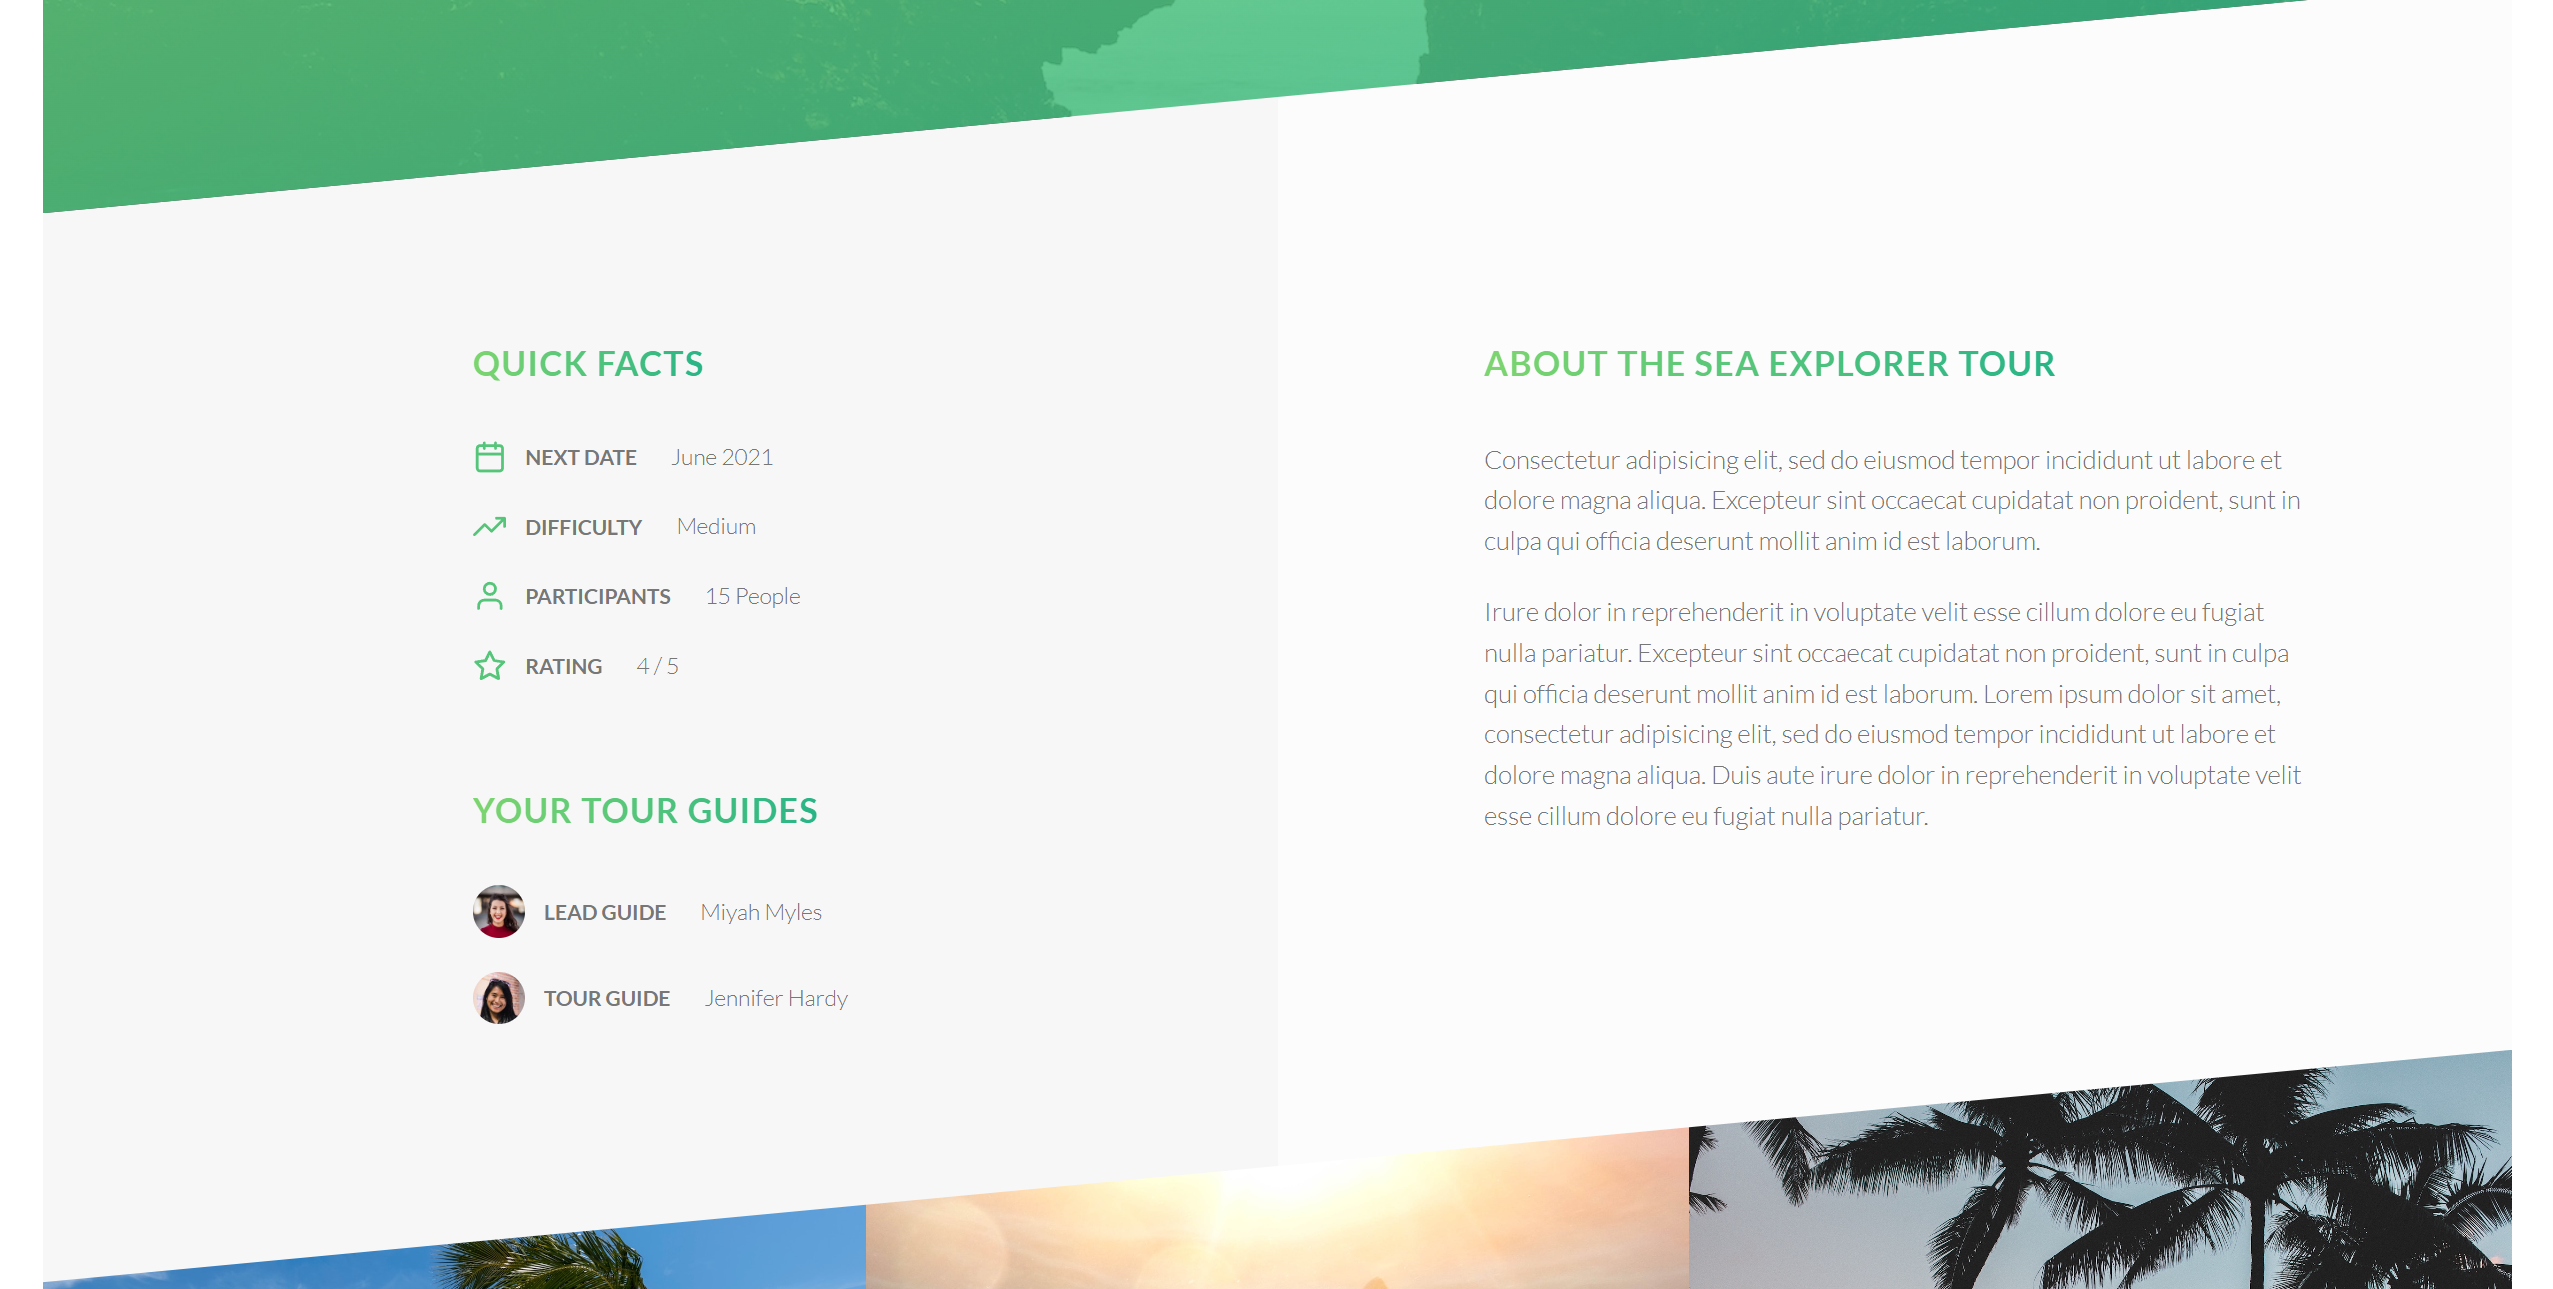 QUICK FACTS
NEXT DATE June 2021
DIFFICULTY Medium
PARTICIPANTS 15 People
RATING 4 / 5
YOUR TOUR GUIDES
LEAD GUIDE Miyah Myles
TOUR GUIDE Jennifer Hardy
ABOUT THE SEA EXPLORER TOUR
Consectetur adipisicing elit, sed do eiusmod tempor incididunt ut labore et
dolore magna aliqua. Excepteur sint occaecat cupidatat non proident, sunt in
culpa qui officia deserunt mollit anim id est laborum.
Irure dolor in reprehenderit in voluptate velit esse cillum dolore eu fugiat
nulla pariatur. Excepteur sint occaecat cupidatat non proident, sunt in culpa
qui officia deserunt mollit anim id est laborum. Lorem ipsum dolor sit amet,
consectetur adipisicing elit, sed do eiusmod tempor incididunt ut labore et
dolore magna aliqua. Duis aute irure dolor in reprehenderit in voluptate velit
esse cillum dolore eu fugiat nulla pariatur.